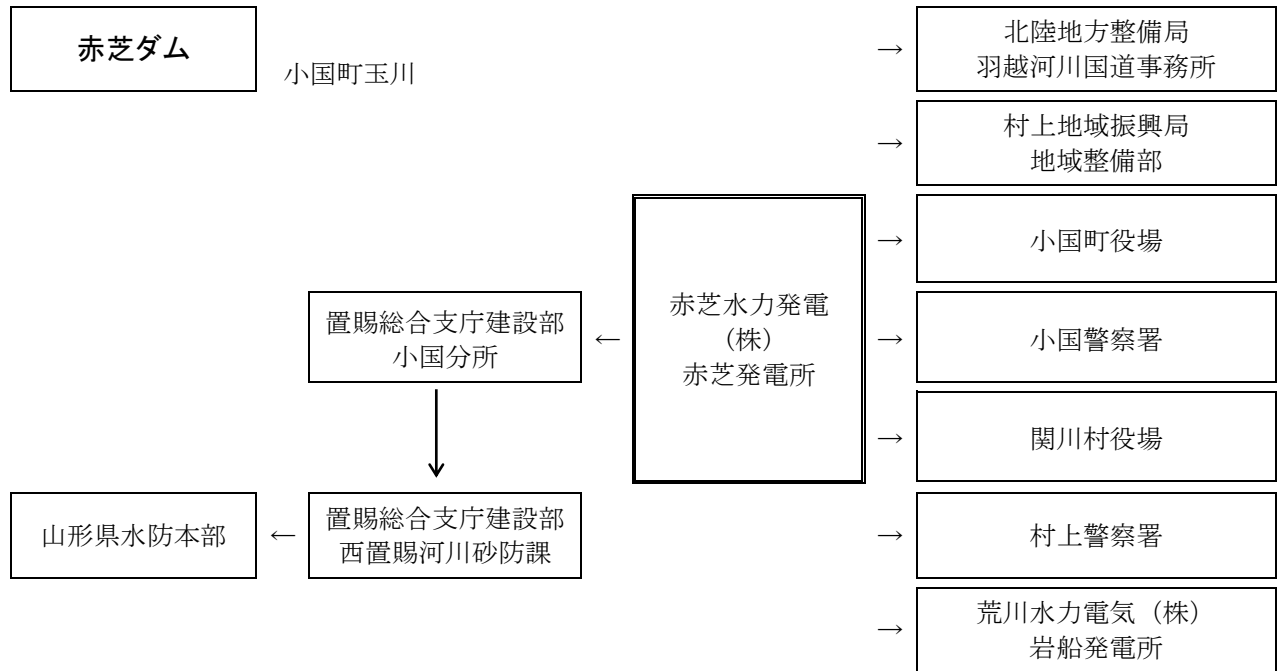 赤芝ダム
小国町玉川
→
北陸地方整備局
羽越河川国道事務所
→
村上地域振興局
地域整備部
→
小国町役場
置賜総合支庁建設部
小国分所
←
赤芝水力発電
(株)
赤芝発電所
→
小国警察署
→
関川村役場
山形県水防本部
←
置賜総合支庁建設部
西置賜河川砂防課
→
村上警察署
→
荒川水力電気（株）
岩船発電所